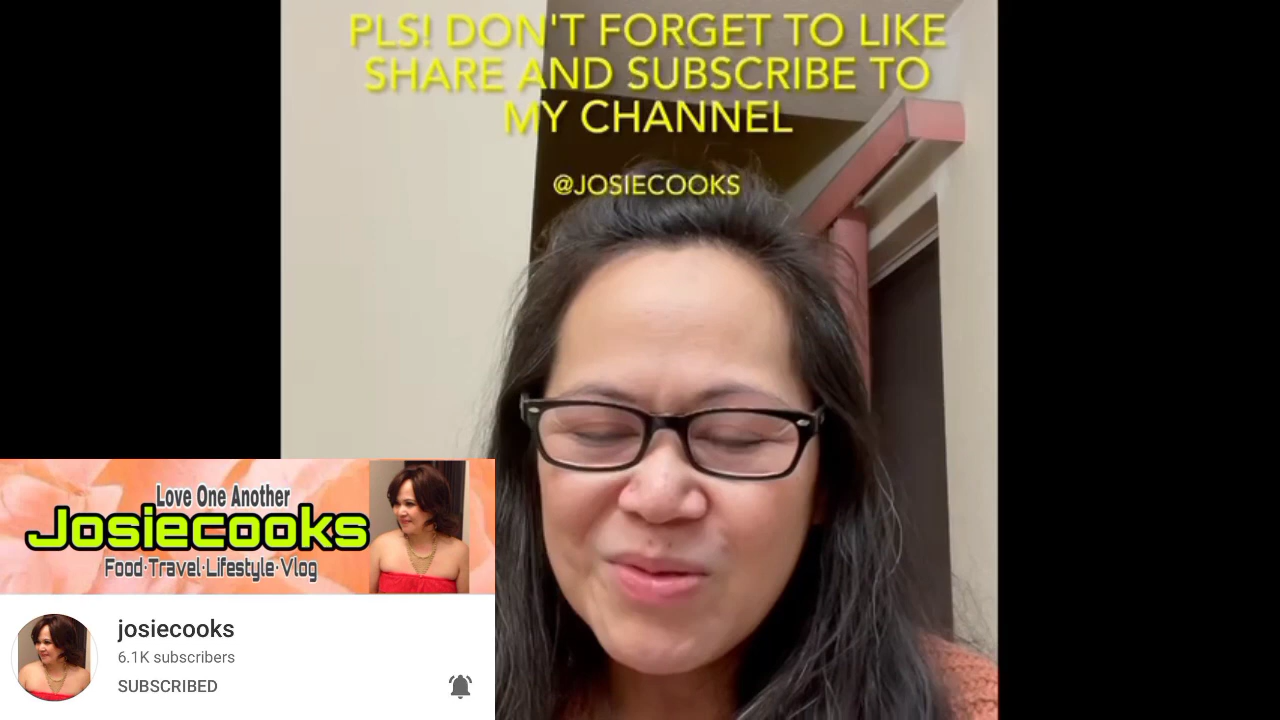 PLS! DON'T FORGET TO LIKE
SHARE AND SUBSCRIBE TO
MY CHANNEL
@JOSIECOOKS
Love One Another
Josiecooks
Food·Travel·Lifestyle·Vlog
josiecooks
6.1K subscribers
SUBSCRIBED